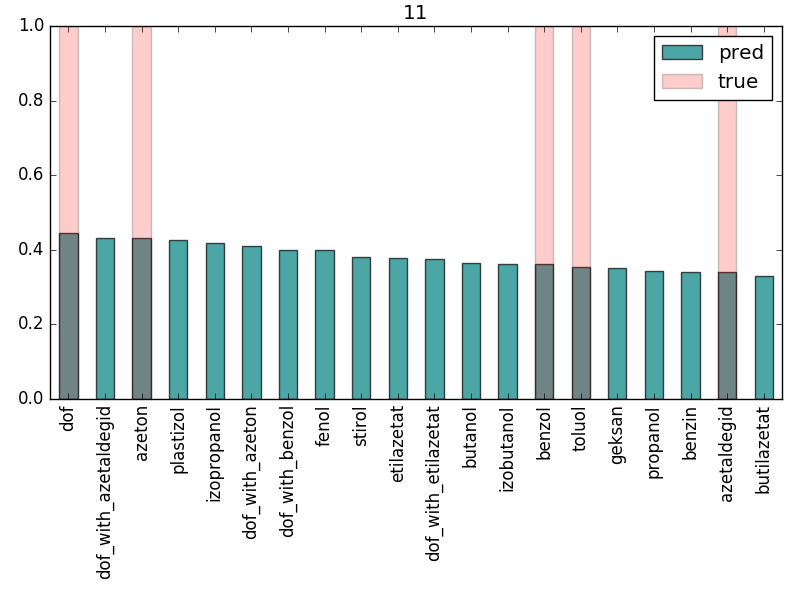 11
pred
true
1.0
0.8
0.6
0.4
0.2
0.0
dof
dof_with_azetaldegid
azeton
plastizol
izopropanol
dof_with_azeton
dof_with_benzol
fenol
stirol
etilazetat
dof_with_etilazetat
butanol
izobutanol
benzol
toluol
geksan
propanol
benzin
azetaldegid
butilazetat